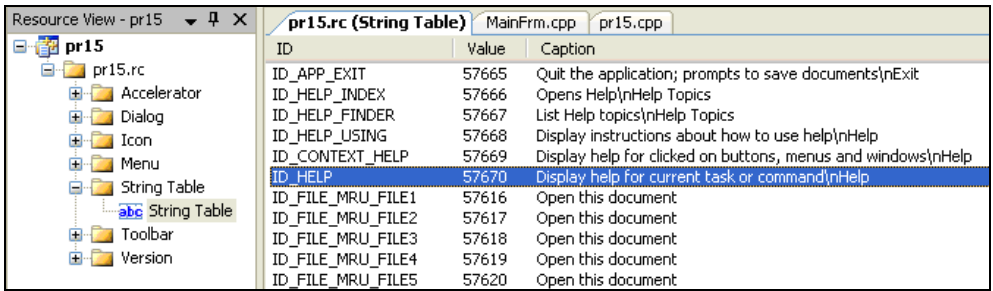 Resource View - pr15
pr15
pr15.rc
Accelerator
Dialog
Icon
Menu
String Table
abc String Table
Toolbar
Version
pr15.rc (String Table) MainFrm.cpp pr15.cpp
ID Value Caption
ID_APP_EXIT 57665 Quit the application; prompts to save documents\nExit
ID_HELP_INDEX 57666 Opens Help\nHelp Topics
ID_HELP_FINDER 57667 List Help topics\nHelp Topics
ID_HELP_USING 57668 Display instructions about how to use help\nHelp
ID_CONTEXT_HELP 57669 Display help for clicked on buttons, menus and windows\nHelp
ID_HELP 57670 Display help for current task or command\nHelp
ID_FILE_MRU_FILE1 57616 Open this document
ID_FILE_MRU_FILE2 57617 Open this document
ID_FILE_MRU_FILE3 57618 Open this document
ID_FILE_MRU_FILE4 57619 Open this document
ID_FILE_MRU_FILE5 57620 Open this document